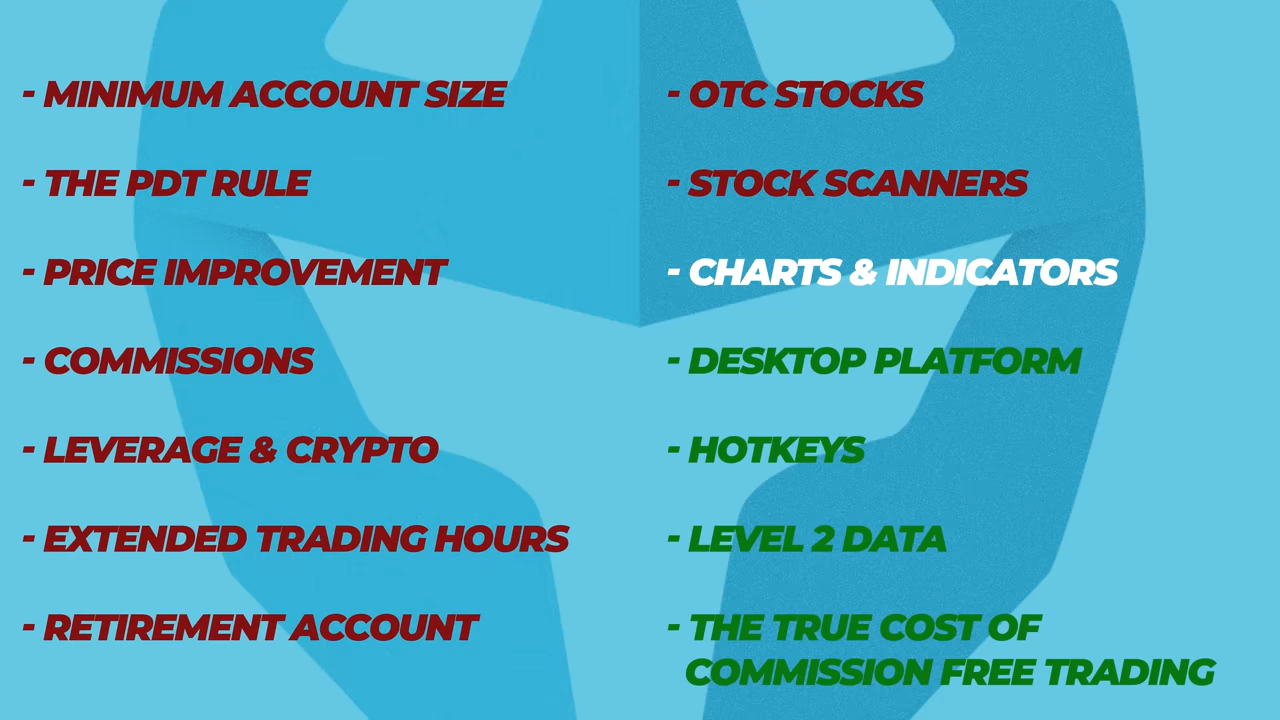 - MINIMUM ACCOUNT SIZE
- THE PDT RULE
- PRICE IMPROVEMENT
- COMMISSIONS
- LEVERAGE & CRYPTO
- EXTENDED TRADING HOURS
- RETIREMENT ACCOUNT
- OTC STOCKS
- STOCK SCANNERS
- CHARTS & INDICATORS
- DESKTOP PLATFORM
- HOTKEYS
- LEVEL 2 DATA
- THE TRUE COST OF
COMMISSION FREE TRADING